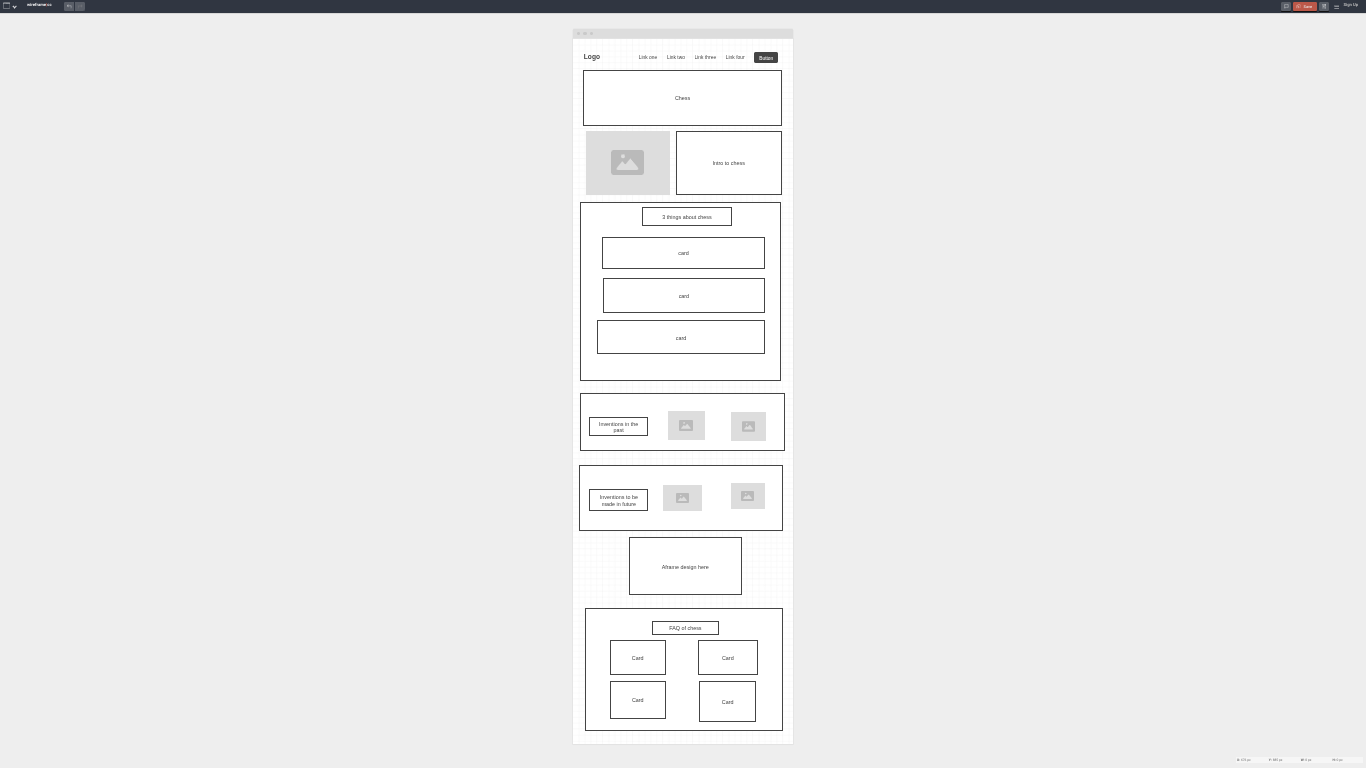 wireframe.cc
Save
Sign Up
Logo
Link one Link two Link three Link four Button
Chess
Intro to chess
3 things about chess
card
card
card
Inventions in the
past
Inventions to be
made in future
Aframe design here
FAQ of chess
Card Card
Card Card